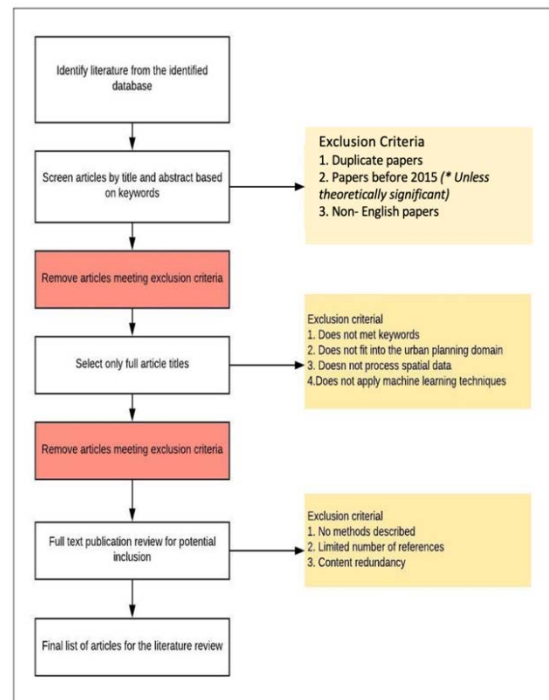 Identify literature from the identified
database
Screen articles by title and abstract based
on keywords
Exclusion Criteria
1. Duplicate papers
2. Papers before 2015 (* Unless
theoretically significant)
3. Non- English papers
Remove articles meeting exclusion criteria
Select only full article titles
Exclusion criterial
1. Does not met keywords
2. Does not fit into the urban planning domain
3. Doesn not process spatial data
4.Does not apply machine learning techniques
Remove articles meeting exclusion criteria
Full text publication review for potential
inclusion
Exclusion criterial
1. No methods described
2. Limited number of references
3. Content redundancy
Final list of articles for the literature review